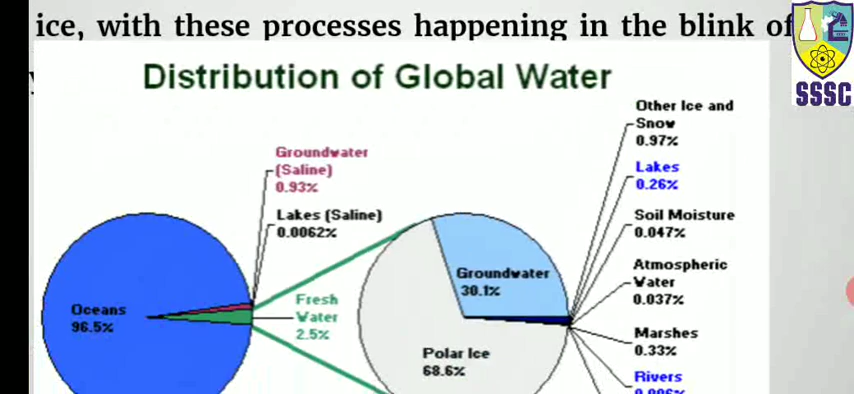 ice, with these processes happening in the blink of
Distribution of Global Water
Other Ice and
Snow
0.97%
Groundwater
(Saline)
0.93%
Lakes
0.26%
Lakes (Saline)
0.0062%
Soil Moisture
0.047%
Groundwater
30.1%
Atmospheric
Water
0.037%
Oceans
96.5%
Fresh
Water
2.5%
Marshes
0.33%
Polar Ice
68.6%
Rivers
SSSC